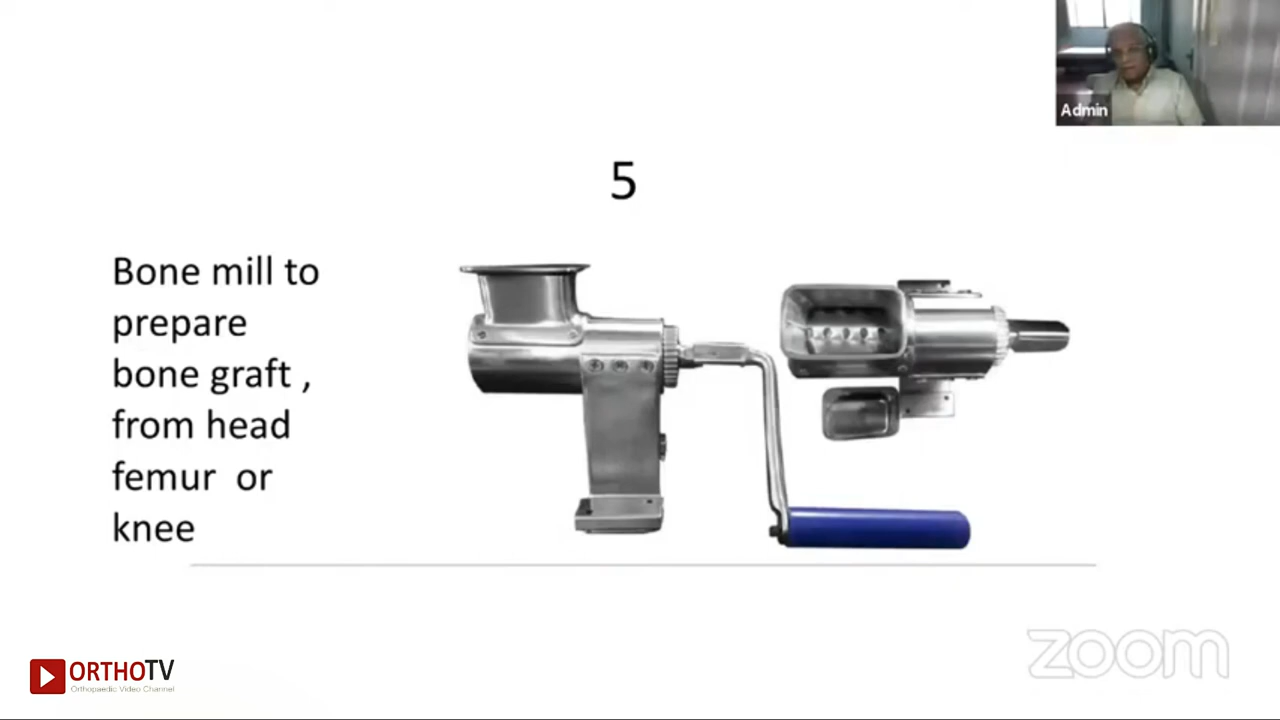 Admin
5
Bone mill to
prepare
bone graft ,
from head
femur or
knee
ORTHOTV
Orthopaedic Video Channel
zoom